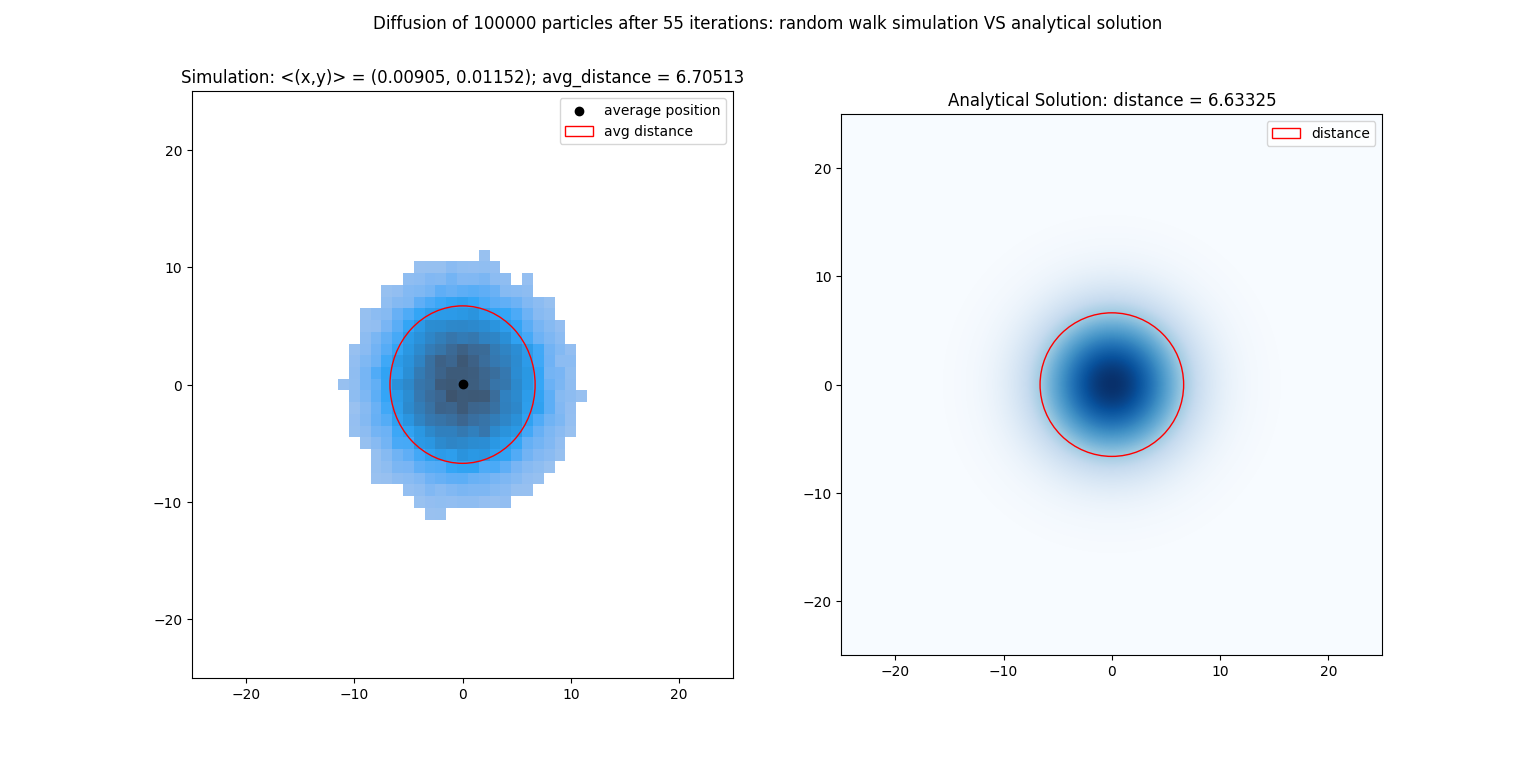 Diffusion of 100000 particles after 55 iterations: random walk simulation VS analytical solution
Simulation: <(x,y)> = (0.00905, 0.01152); avg_distance = 6.70513
average position
avg distance
20
10
0
−10
−20
−20 −10 0 10 20
Analytical Solution: distance = 6.63325
distance
20
10
0
−10
−20
−20 −10 0 10 20